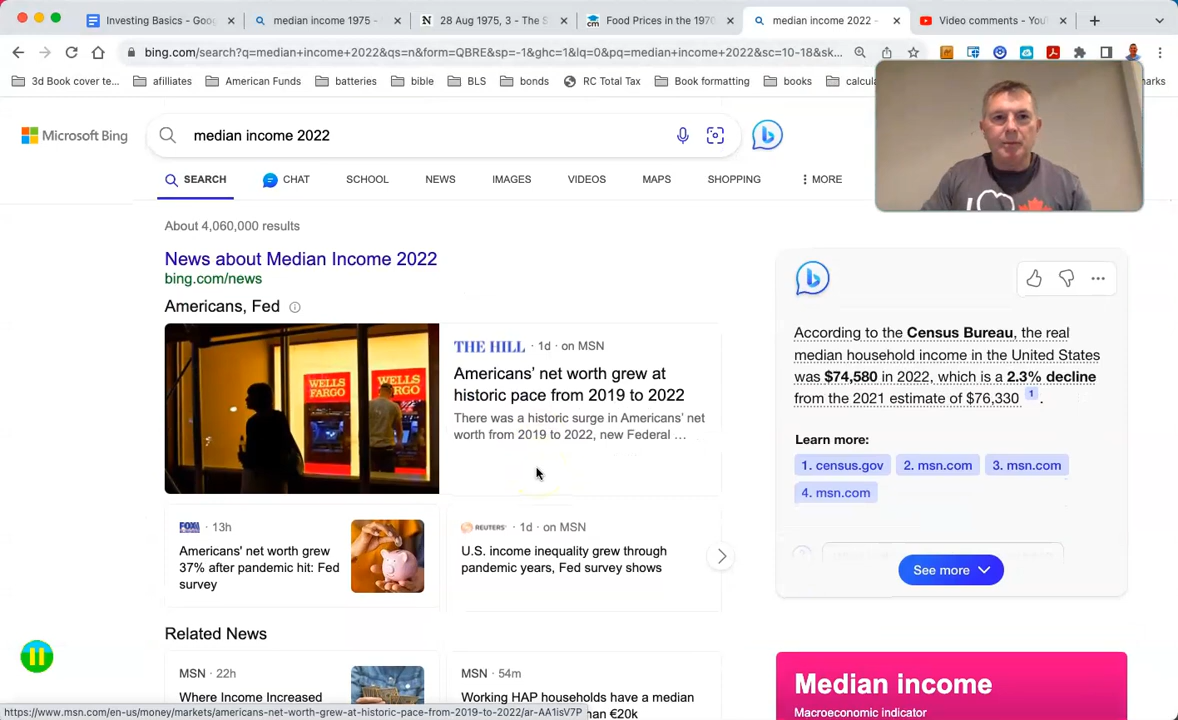 Investing Basics - Goo
median income 1975 -
28 Aug 1975, 3 - The S
Food Prices in the 1970
median income 2022 -
Video comments - You
bing.com/search?q=median+income+2022&qs=n&form=QBRE&sp=-1&ghc=1&lq=0&pq=median+income+2022&sc=10-18&sk...
3d Book cover te...
afiliates
American Funds
batteries
bible
BLS
bonds
RC Total Tax
Book formatting
books
calcula
marks
Microsoft Bing
median income 2022
SEARCH
CHAT
SCHOOL
NEWS
IMAGES
VIDEOS
MAPS
SHOPPING
MORE
About 4,060,000 results
News about Median Income 2022
bing.com/news
Americans, Fed
WELLS
FARGO
WELLS
FARGO
THE HILL · 1d · on MSN
Americans' net worth grew at
historic pace from 2019 to 2022
There was a historic surge in Americans' net
worth from 2019 to 2022, new Federal ...
FOX · 13h
Americans' net worth grew
37% after pandemic hit: Fed
survey
REUTERS · 1d · on MSN
U.S. income inequality grew through
pandemic years, Fed survey shows
Related News
MSN · 22h
Where Income Increased
MSN · 54m
Working HAP households have a median
han €20k
According to the Census Bureau, the real
median household income in the United States
was $74,580 in 2022, which is a 2.3% decline
from the 2021 estimate of $76,330 1 .
Learn more:
1. census.gov
2. msn.com
3. msn.com
4. msn.com
See more
Median income
Macroeconomic indicator
https://www.msn.com/en-us/money/markets/americans-net-worth-grew-at-historic-pace-from-2019-to-2022/ar-AA1isV7P